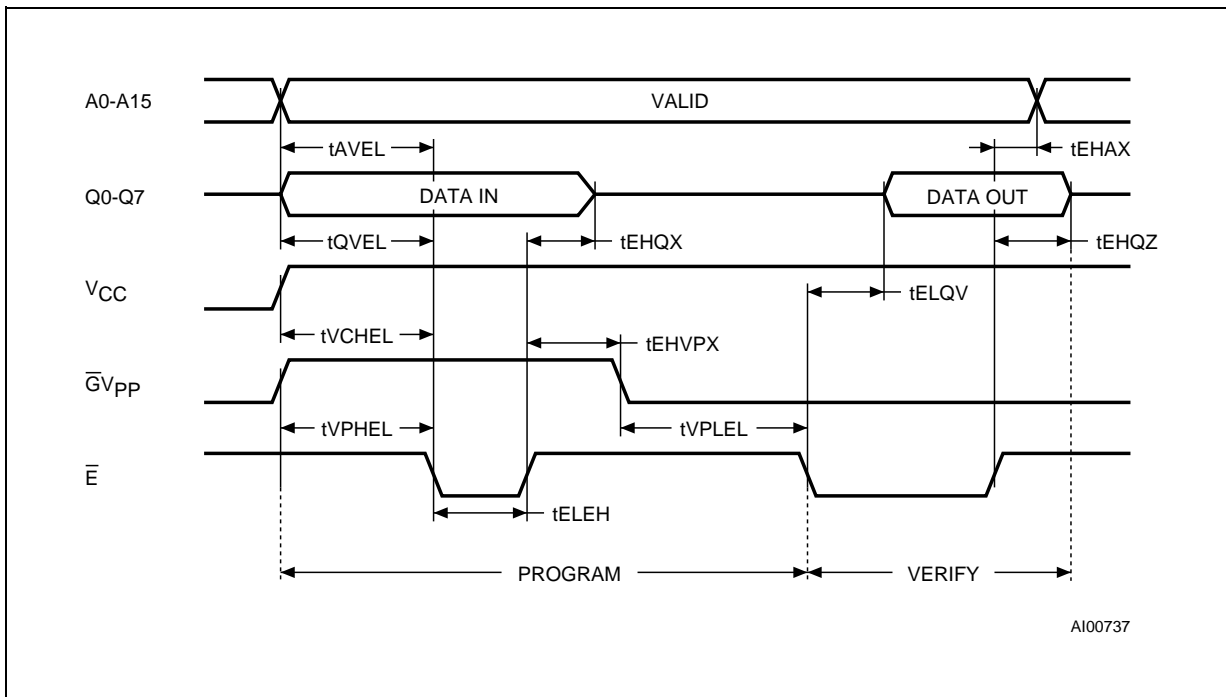 A0-A15
VALID
tAVEL
tEHAX
Q0-Q7
DATA IN
DATA OUT
tQVEL
tEHQX
tEHQZ
VCC
tELQV
tVCHEL
tEHVPX
G̅VPP
tVPHEL
tVPLEL
E̅
tELEH
PROGRAM
VERIFY
AI00737